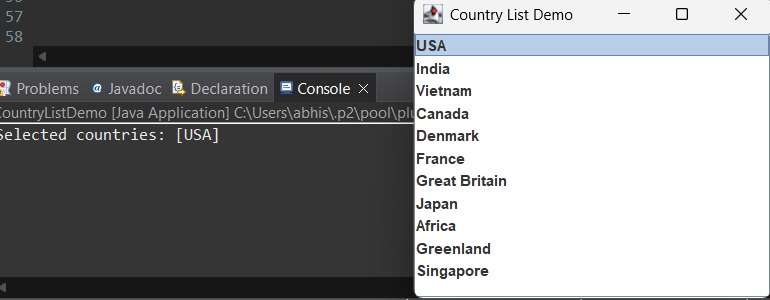 57
58
Problems @ Javadoc Declaration Console
CountryListDemo [Java Application] C:\Users\abhis\.p2\pool\plu
Selected countries: [USA]
Country List Demo
USA
India
Vietnam
Canada
Denmark
France
Great Britain
Japan
Africa
Greenland
Singapore